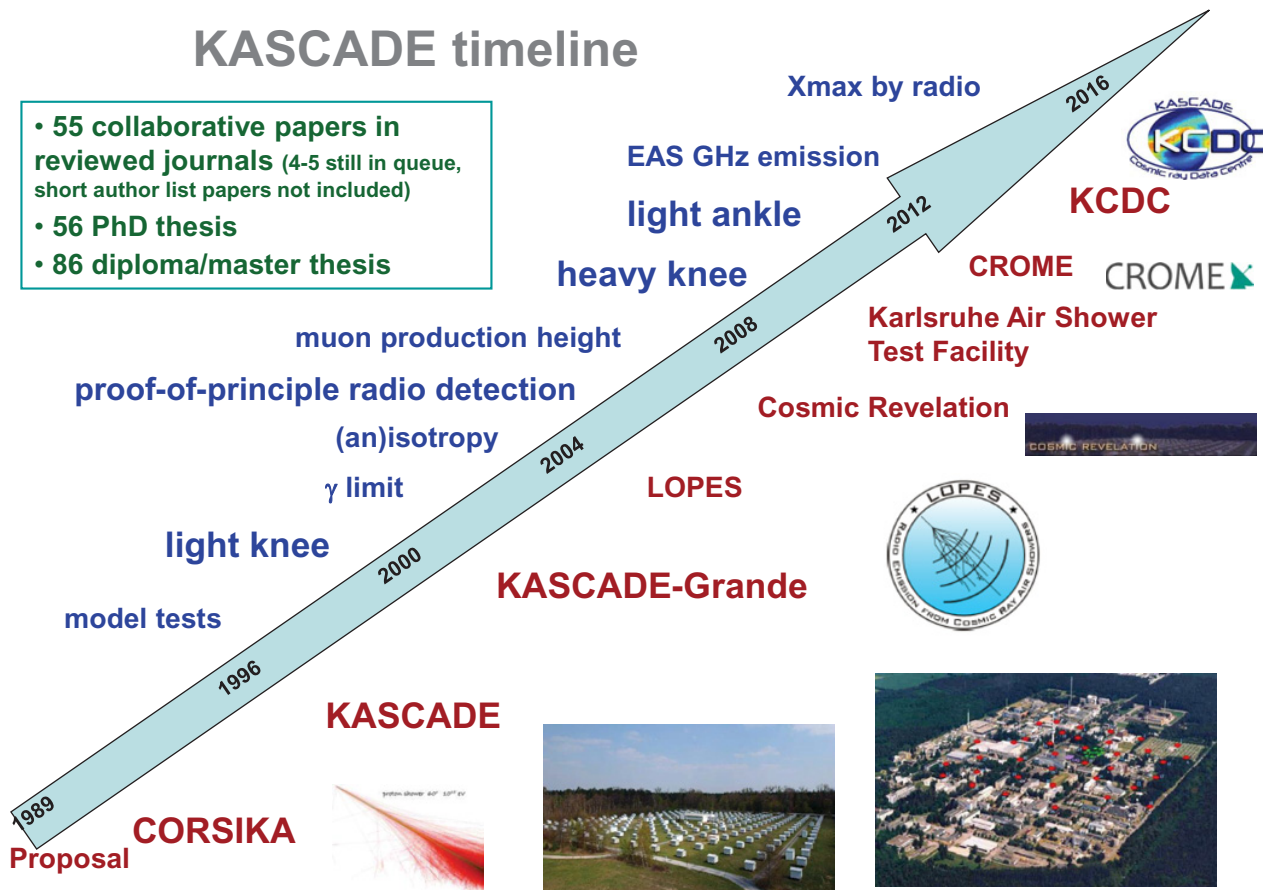 KASCADE timeline
• 55 collaborative papers in
reviewed journals (4-5 still in queue,
short author list papers not included)
• 56 PhD thesis
• 86 diploma/master thesis
Xmax by radio
2016
KASCADE
KCDC
Cosmic ray Data Centre
EAS GHz emission
KCDC
light ankle
2012
heavy knee
CROME
CROME
muon production height
2008
Karlsruhe Air Shower
Test Facility
proof-of-principle radio detection
Cosmic Revelation
COSMIC REVELATION
(an)isotropy
2004
γ limit
LOPES
LOPES
RADIO EMISSION FROM COSMIC RAY AIR SHOWERS
light knee
2000
KASCADE-Grande
model tests
1996
KASCADE
proton shower
1989
CORSIKA
Proposal